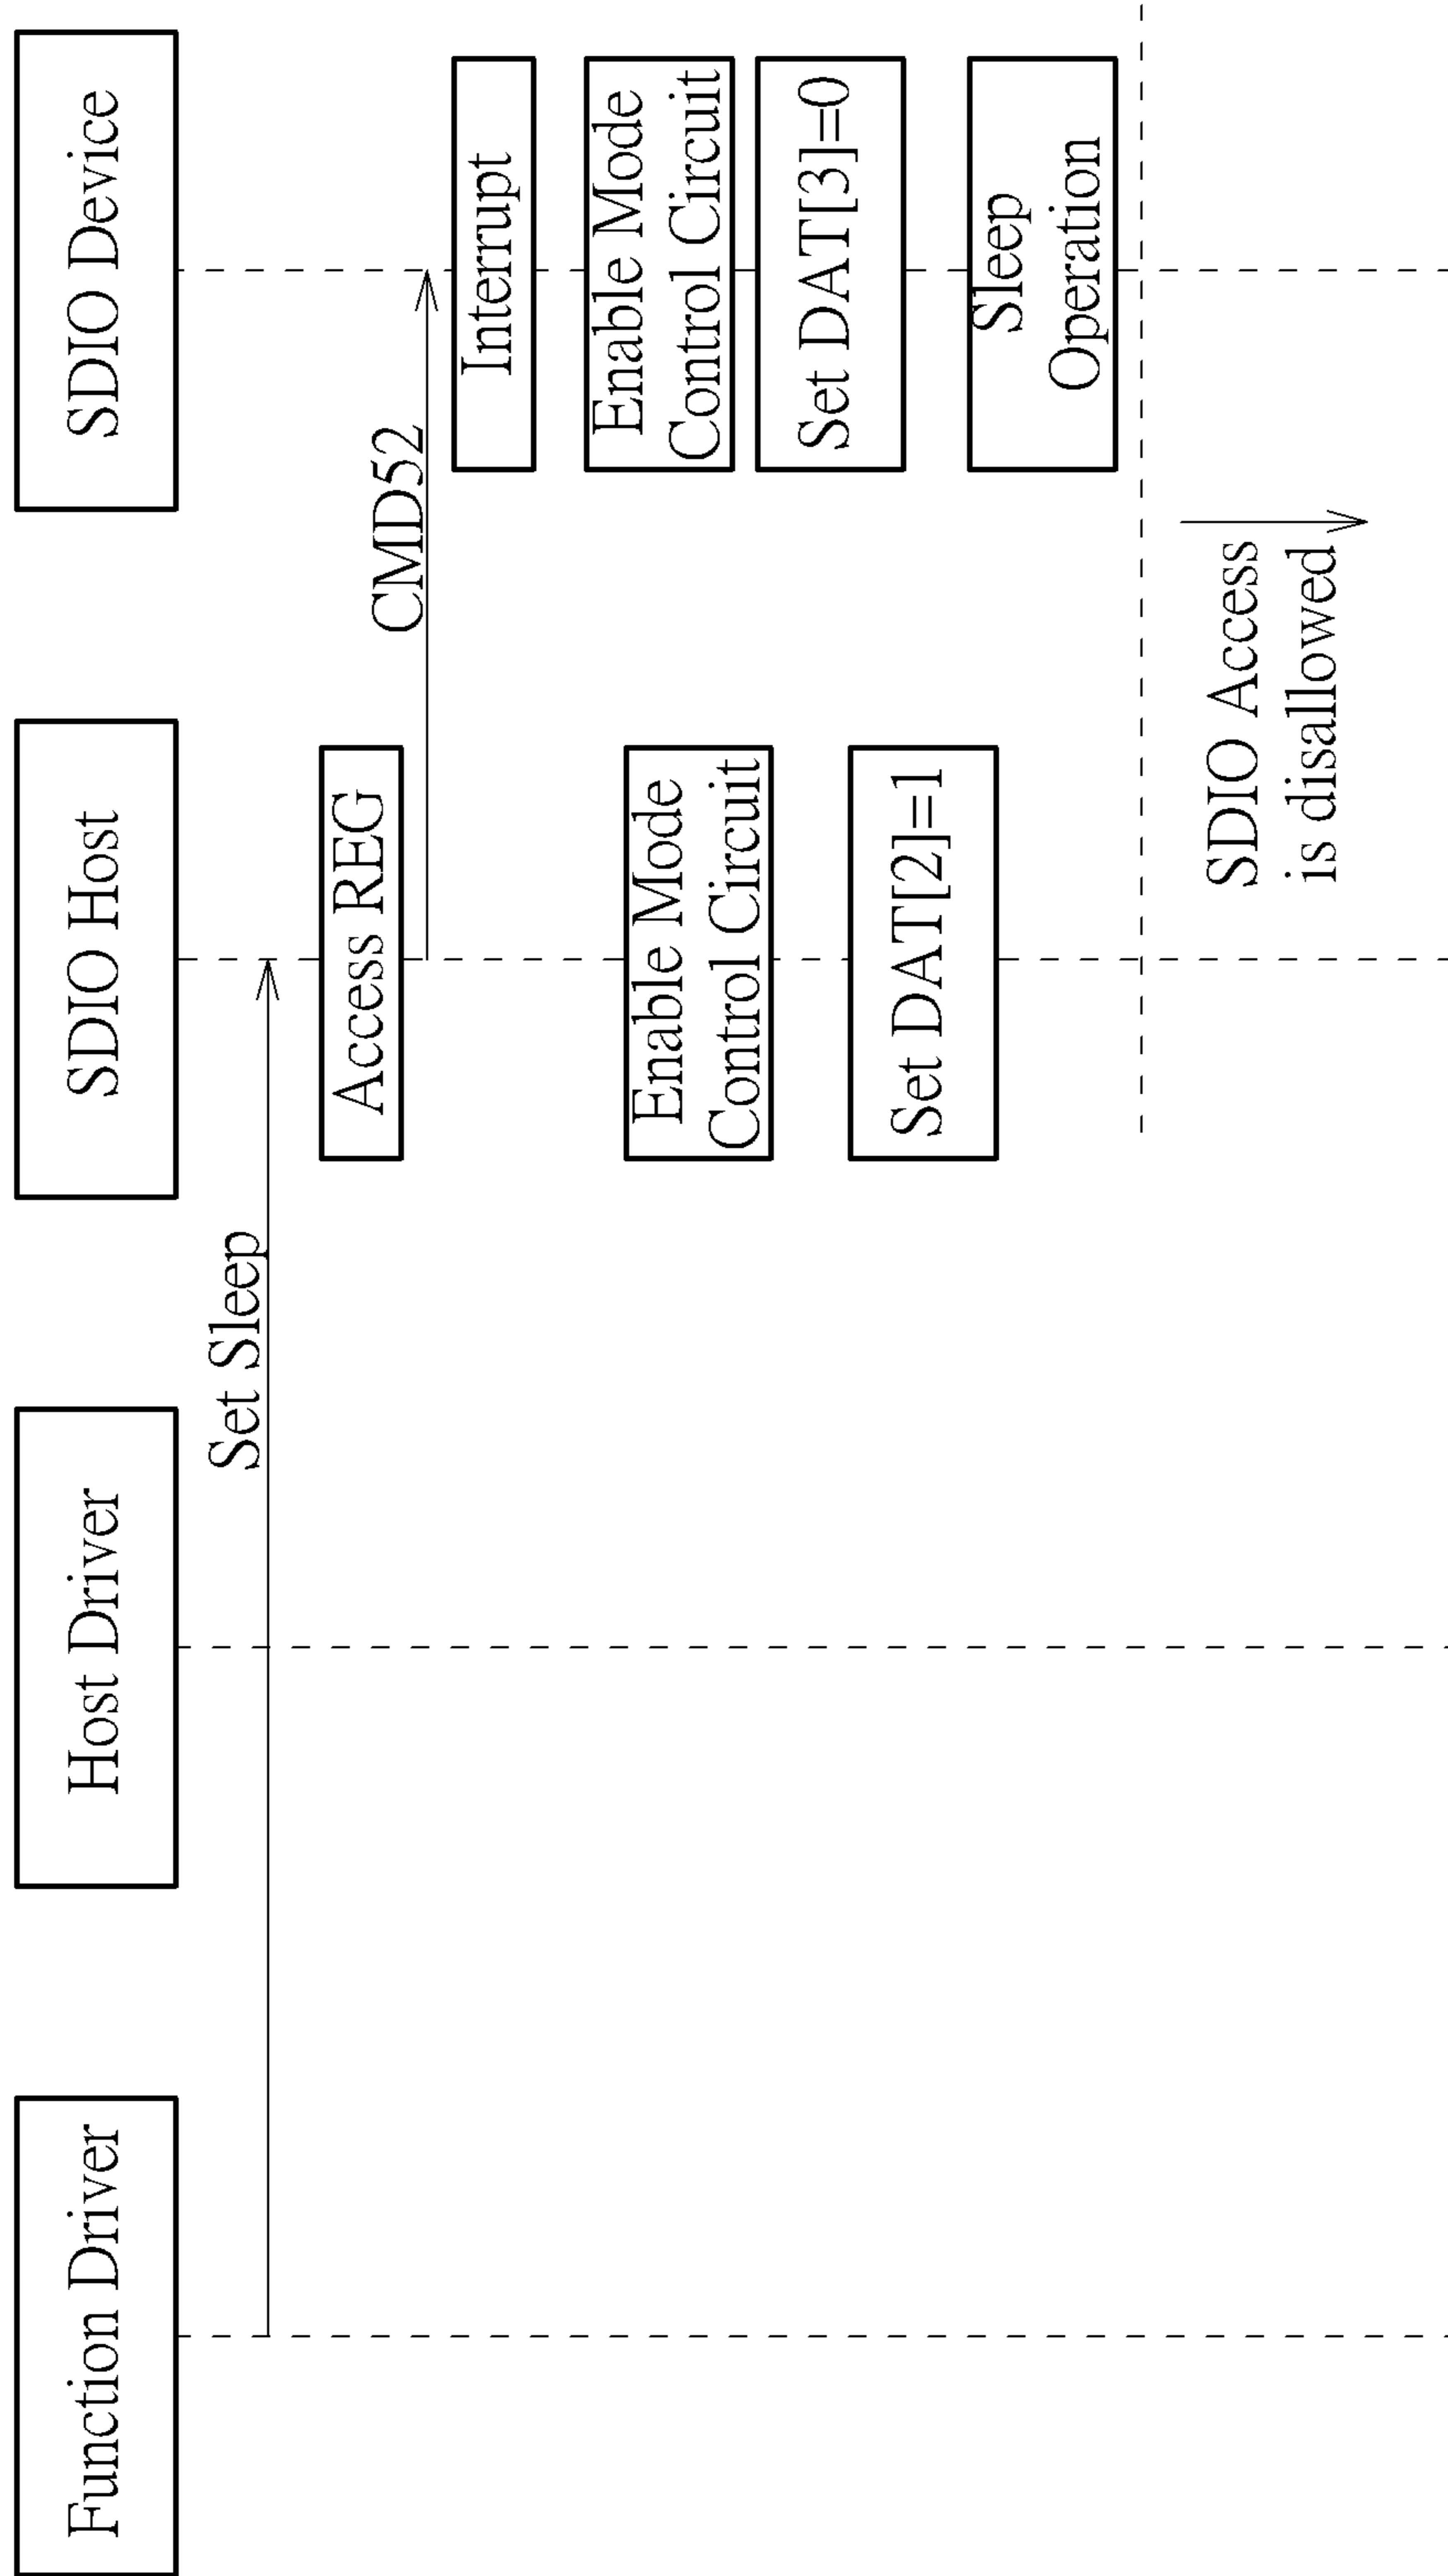 Function Driver
Host Driver
SDIO Host
SDIO Device
Set Sleep
Access REG
CMD52
Interrupt
Enable Mode
Control Circuit
Enable Mode
Control Circuit
Set DAT[3]=0
Set DAT[2]=1
Sleep
Operation
SDIO Access
is disallowed